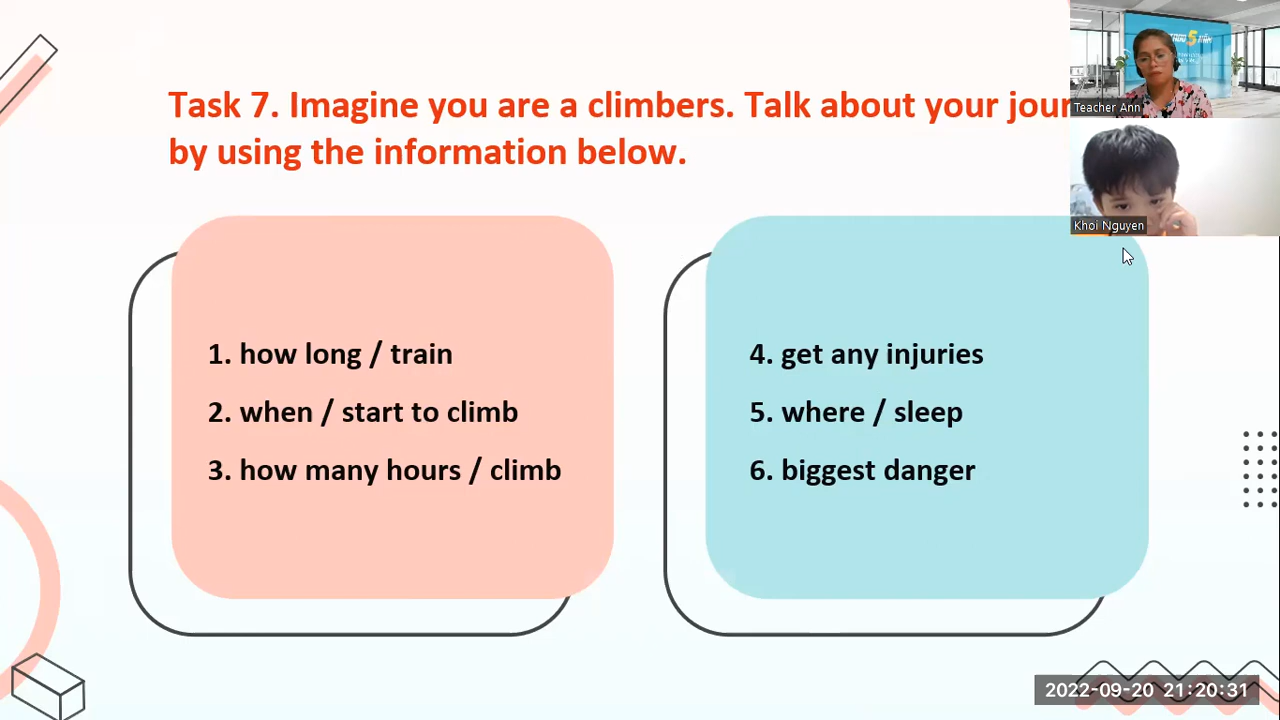 Task 7. Imagine you are a climbers. Talk about your jour
by using the information below.
1. how long / train
2. when / start to climb
3. how many hours / climb
4. get any injuries
5. where / sleep
6. biggest danger
Teacher Ann
Khoi Nguyen
2022-09-20 21:20:31